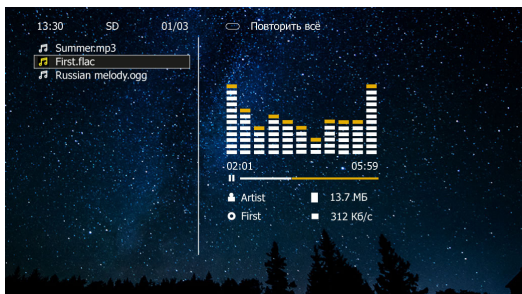 13:30 SD 01/03
Повторить всё
Summer.mp3
First.flac
Russian melody.ogg
02:01 05:59
Artist 13.7 МБ
First 312 Кб/с